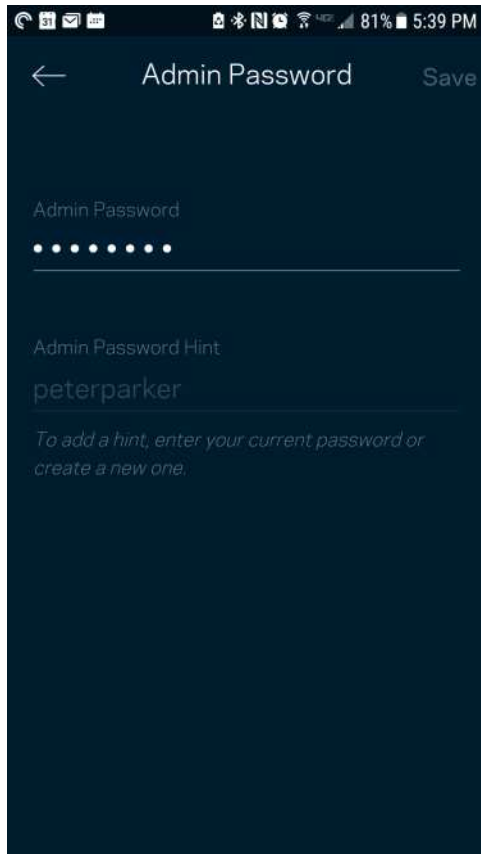 31 81% 5:39 PM
Admin Password Save
Admin Password
••••••••
Admin Password Hint
peterparker
To add a hint, enter your current password or
create a new one.